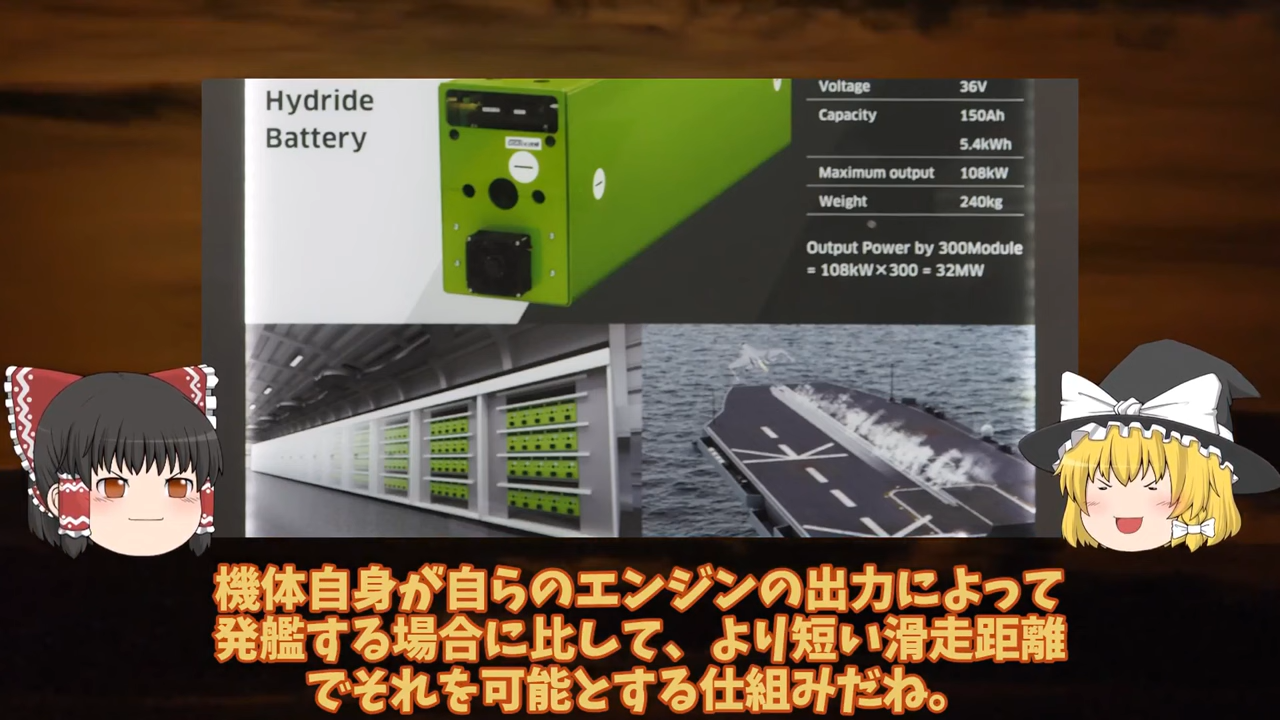 Hydride
Battery
Voltage 36V
Capacity 150Ah
5.4kWh
Maximum output 108kW
Weight 240kg
Output Power by 300Module
= 108kW×300 = 32MW
機体自身が自らのエンジンの出力によって
発艦する場合に比して、より短い滑走距離
でそれを可能とする仕組みだね。